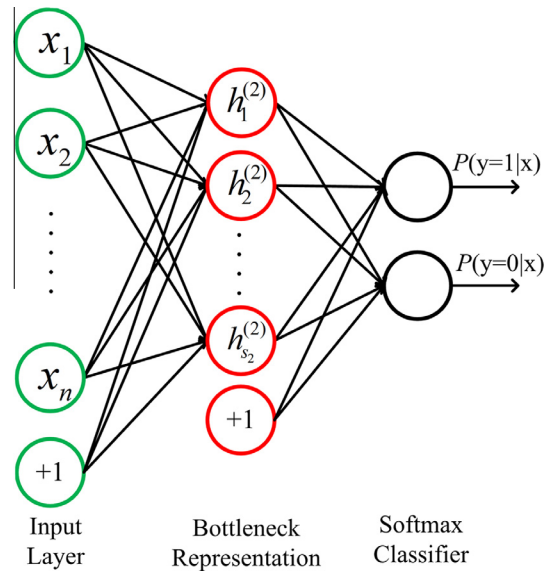 x₁
x₂
xₙ
+1
h₁⁽²⁾
h₂⁽²⁾
hₛ₂⁽²⁾
+1
P(y=1|x)
P(y=0|x)
Input
Layer
Bottleneck
Representation
Softmax
Classifier